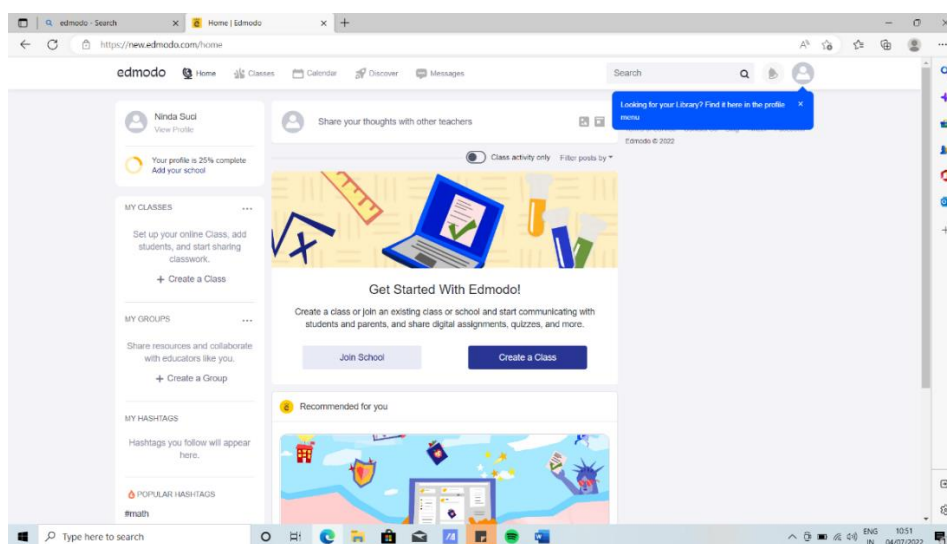 edmodo - Search
Home | Edmodo
https://new.edmodo.com/home
edmodo
Home
Classes
Calendar
Discover
Messages
Search
Looking for your Library? Find it here in the profile
menu
Edmodo © 2022
Ninda Suci
View Profile
Your profile is 25% complete
Add your school
Share your thoughts with other teachers
Class activity only
Filter posts by
MY CLASSES
Set up your online Class, add
students, and start sharing
classwork.
+ Create a Class
Get Started With Edmodo!
Create a class or join an existing class or school and start communicating with
students and parents, and share digital assignments, quizzes, and more.
Join School
Create a Class
MY GROUPS
Share resources and collaborate
with educators like you.
+ Create a Group
Recommended for you
MY HASHTAGS
Hashtags you follow will appear
here.
POPULAR HASHTAGS
#math
Type here to search
ENG
IN
10:51
04/07/2022